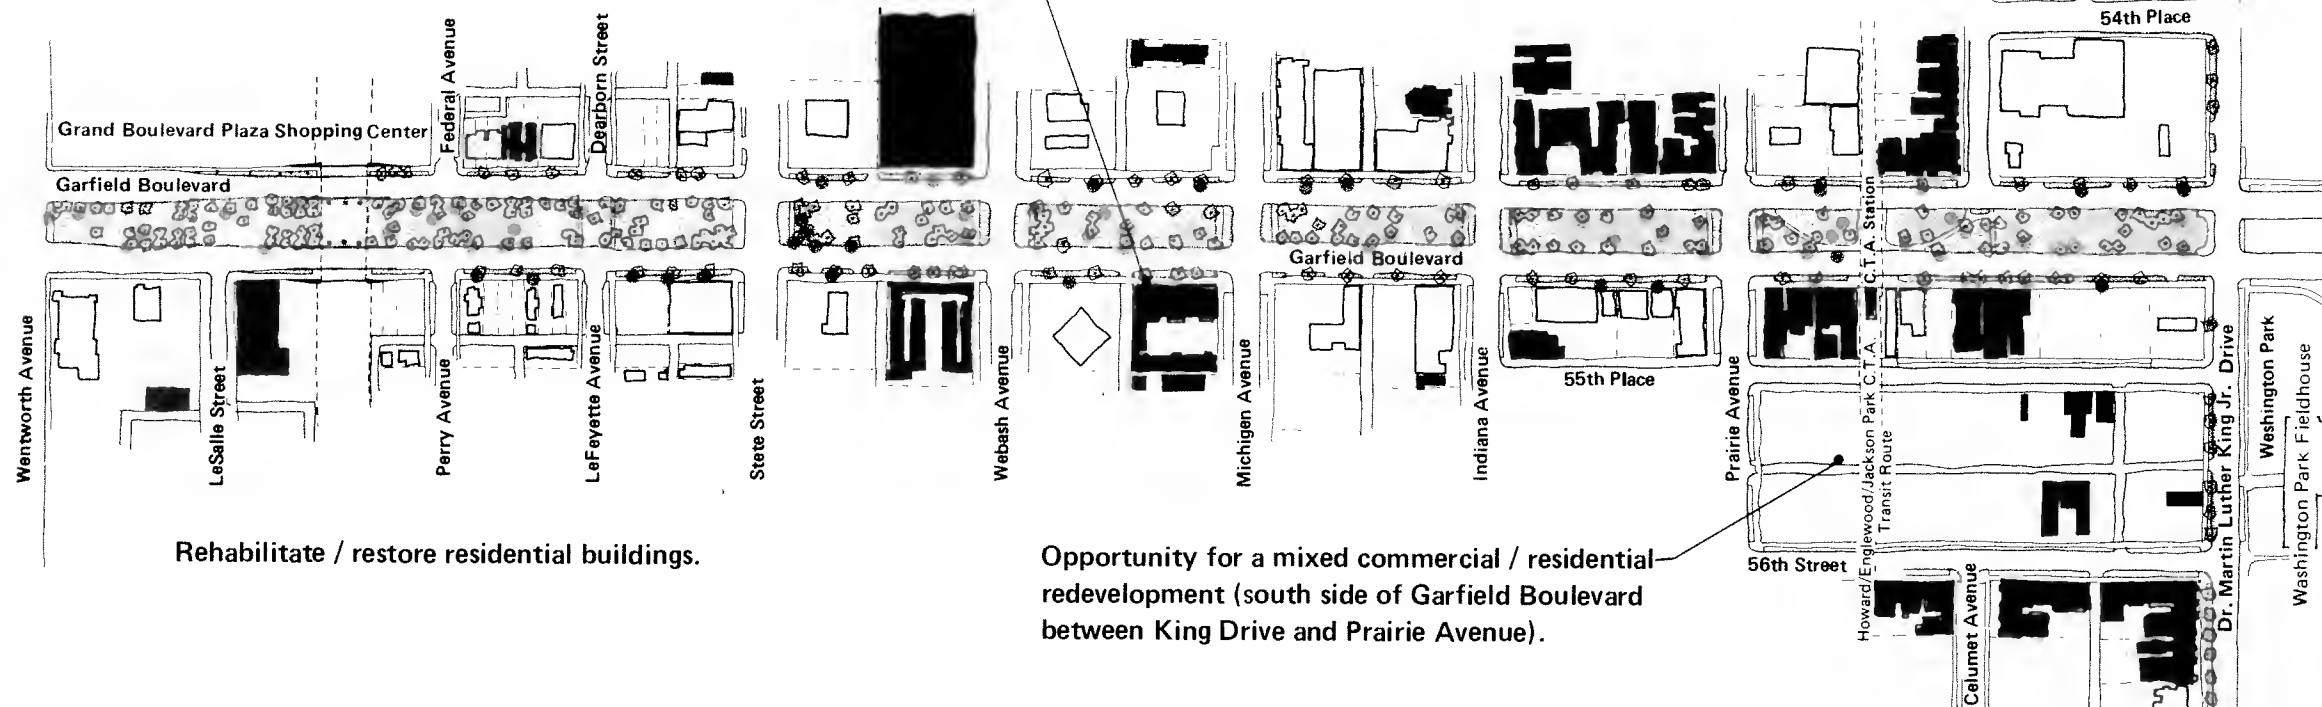 54th Place
Federal Avenue
Dearborn Street
Grand Boulevard Plaza Shopping Center
Garfield Boulevard
C.T.A. Station
Garfield Boulevard
Wentworth Avenue
LeSalle Street
Perry Avenue
LeFeyette Avenue
Stete Street
Webash Avenue
Michigen Avenue
Indiana Avenue
55th Place
Prairie Avenue
Howard/Englewood/Jackson Park C.T.A.
Transit Route
Dr. Martin Luther King Jr. Drive
Weshington Park
Washington Park Fieldhouse
Rehabilitate / restore residential buildings.
Opportunity for a mixed commercial / residential
redevelopment (south side of Garfield Boulevard
between King Drive and Prairie Avenue).
56th Street
Celumet Avenue